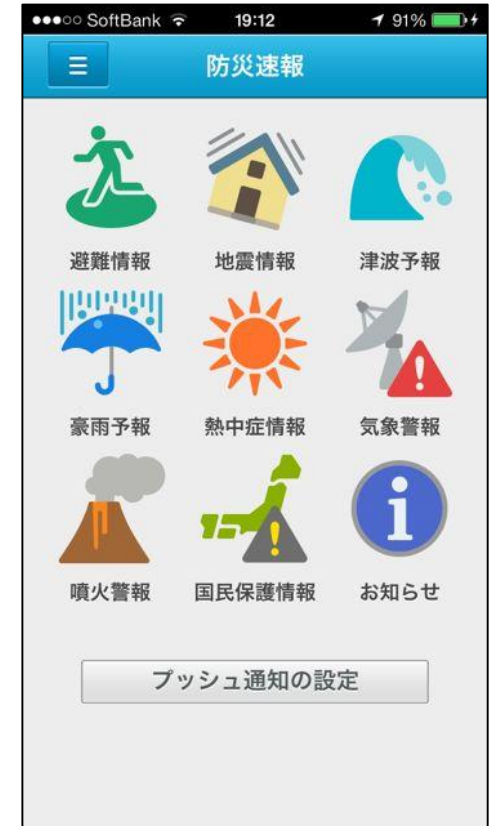 SoftBank 19:12 91%
防災速報
避難情報 地震情報 津波予報
豪雨予報 熱中症情報 気象警報
噴火警報 国民保護情報 お知らせ
プッシュ通知の設定